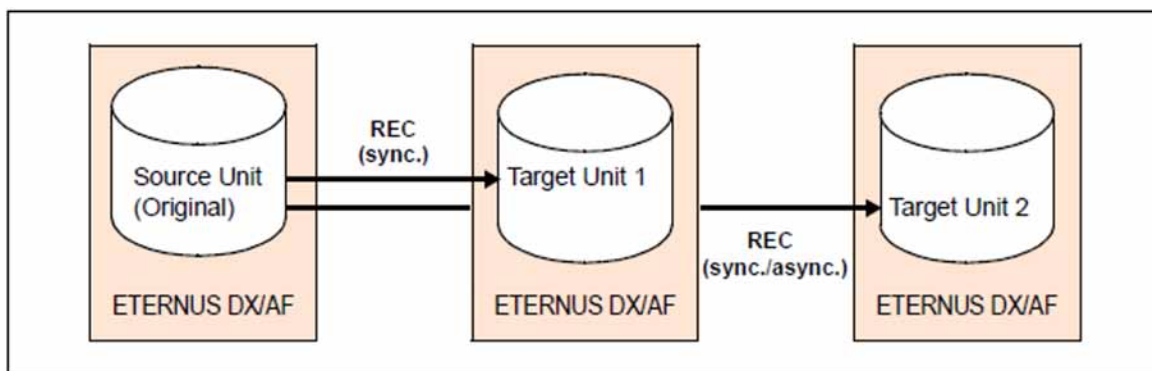 REC
(sync.)
Source Unit
(Original)
Target Unit 1
Target Unit 2
REC
(sync./async.)
ETERNUS DX/AF
ETERNUS DX/AF
ETERNUS DX/AF